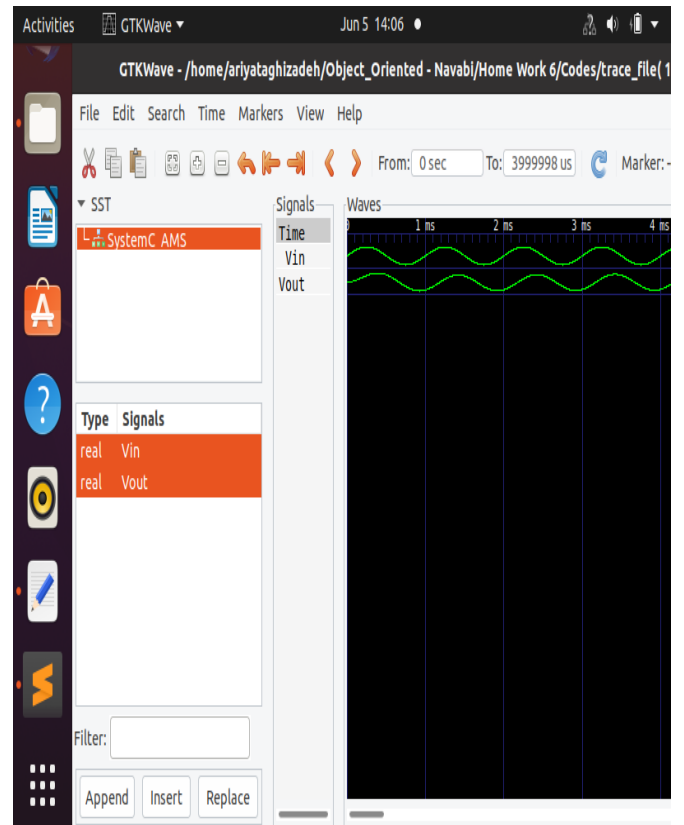 Activities GTKWave Jun 5 14:06
GTKWave - /home/ariyataghizadeh/Object_Oriented - Navabi/Home Work 6/Codes/trace_file( 1
File Edit Search Time Markers View Help
From: 0 sec To: 3999998 us Marker: -
SST
SystemC AMS
Type Signals
real Vin
real Vout
Filter:
Append Insert Replace
Signals
Time
Vin
Vout
Waves
1 ms 2 ms 3 ms 4 ms